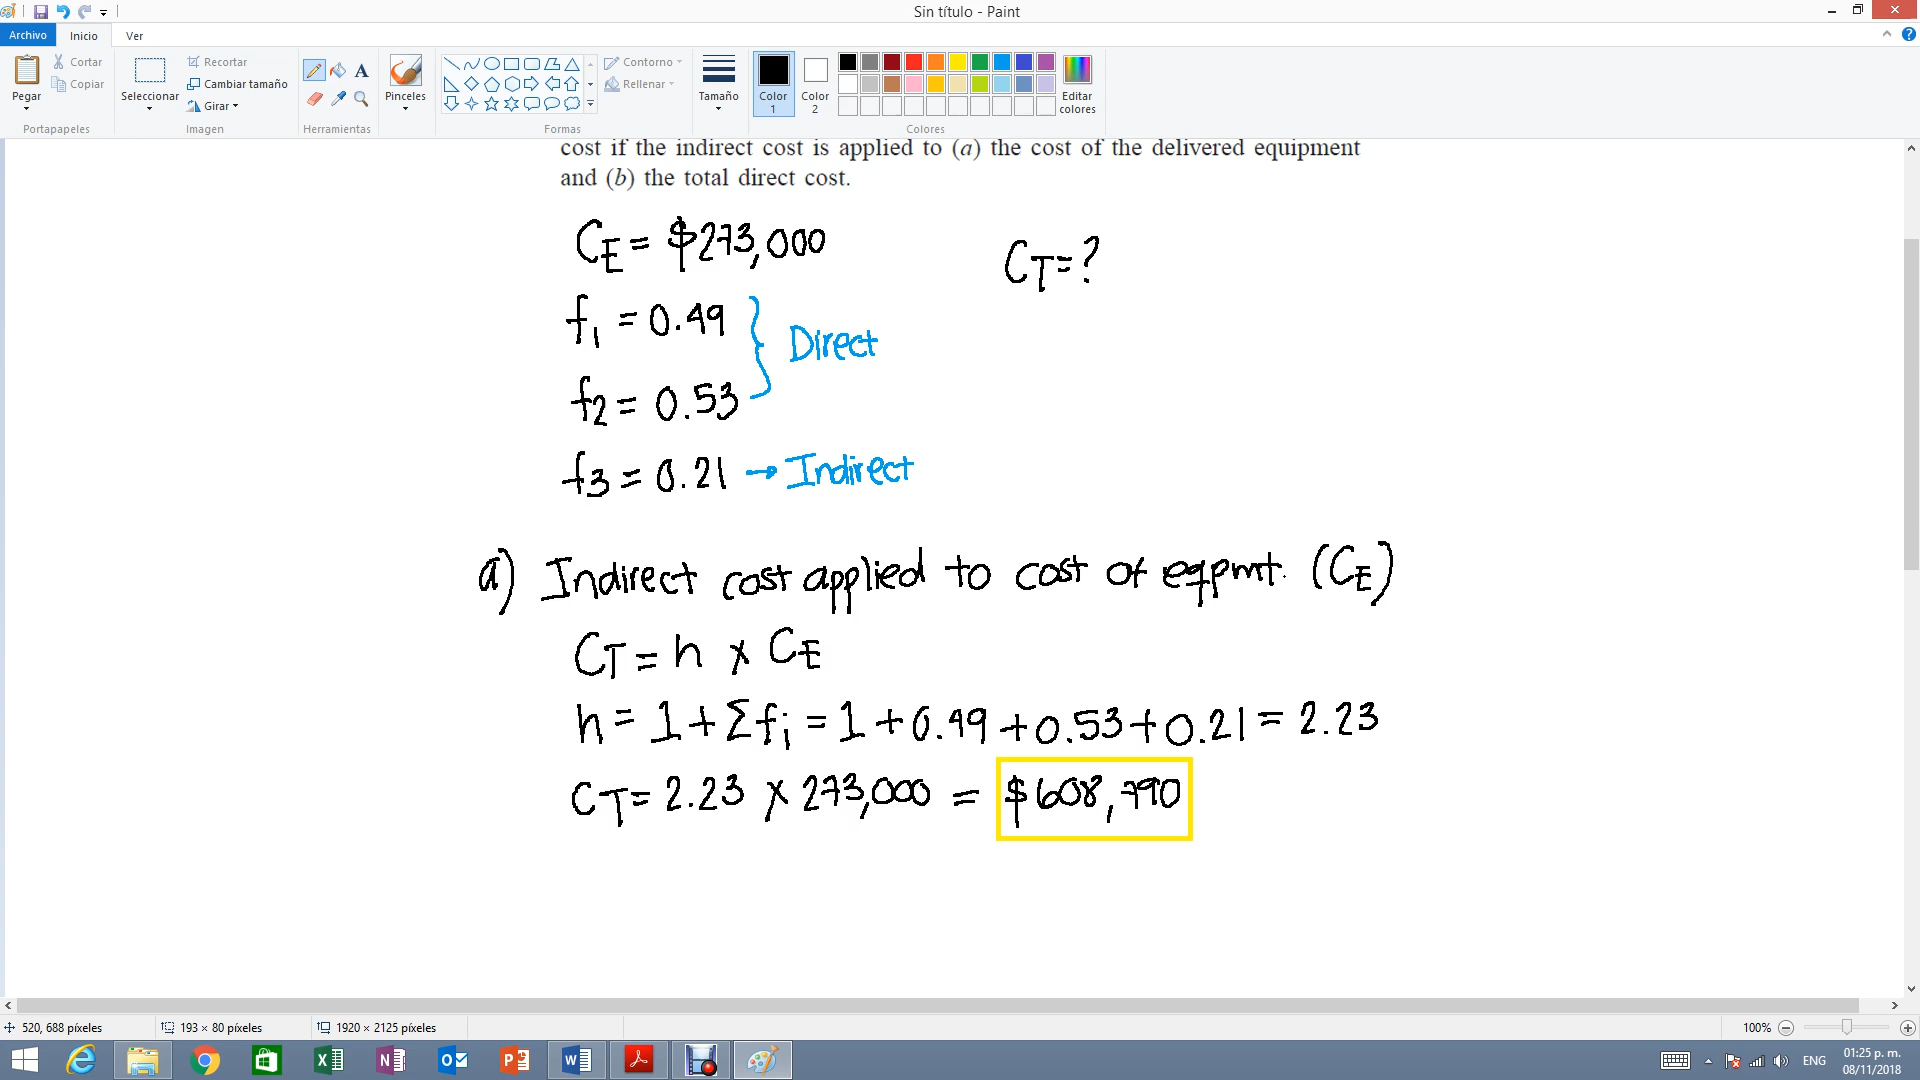 Sin título - Paint
Archivo Inicio Ver
Pegar
Cortar
Copiar
Portapapeles
Seleccionar
Recortar
Cambiar tamaño
Girar
Imagen
A
Herramientas
Pinceles
Contorno
Rellenar
Formas
Tamaño
Color 1
Color 2
Editar colores
Colores
cost if the indirect cost is applied to (a) the cost of the delivered equipment
and (b) the total direct cost.
CE = $273,000
CT = ?
f1 = 0.49
Direct
f2 = 0.53
f3 = 0.21 → Indirect
a) Indirect cost applied to cost of eqpmt. (CE)
CT = h x CE
h = 1 + Σfi = 1 + 0.49 + 0.53 + 0.21 = 2.23
CT = 2.23 x 273,000 = $608,790
520, 688 píxeles 193 × 80 píxeles 1920 × 2125 píxeles 100%
ENG 01:25 p. m.
08/11/2018